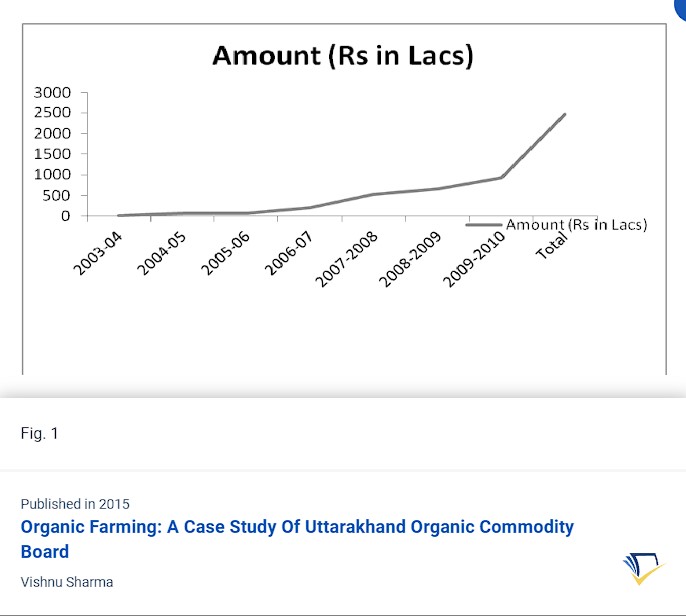 Amount (Rs in Lacs)
3000
2500
2000
1500
1000
500
0
Amount (Rs in Lacs)
2003-04
2004-05
2005-06
2006-07
2007-2008
2008-2009
2009-2010
Total
Fig. 1
Published in 2015
Organic Farming: A Case Study Of Uttarakhand Organic Commodity
Board
Vishnu Sharma